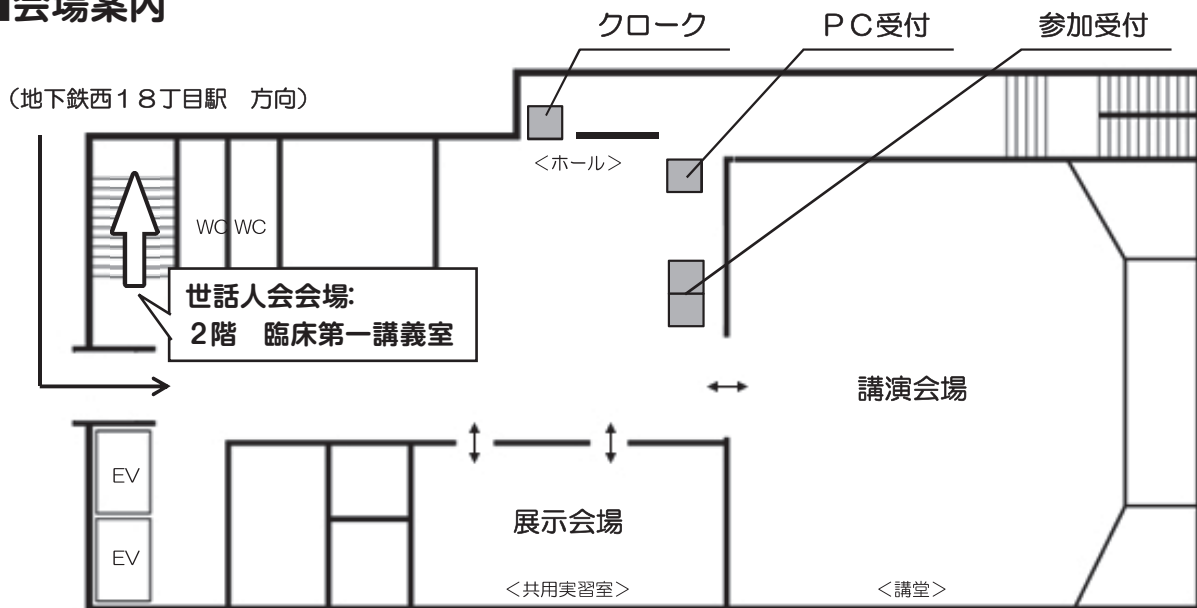 ■会場案内
クローク
ＰＣ受付
参加受付
（地下鉄西１８丁目駅　方向）
＜ホール＞
WC WC
世話人会会場:
２階　臨床第一講義室
講演会場
EV
EV
展示会場
＜共用実習室＞
＜講堂＞